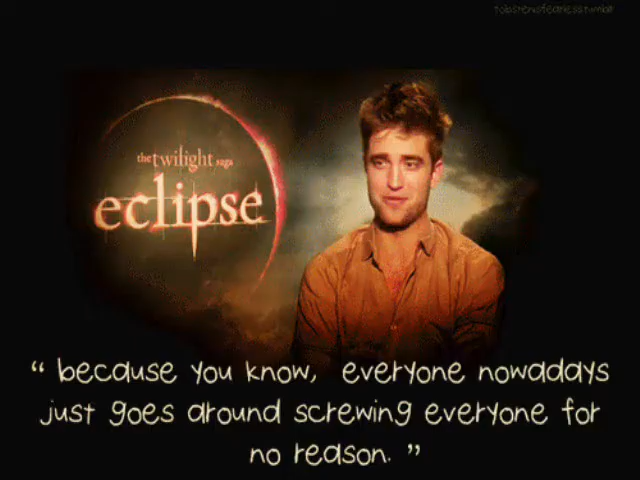 the twilight saga
eclipse
“ because you know, everyone nowadays
just goes around screwing everyone for
no reason. ”